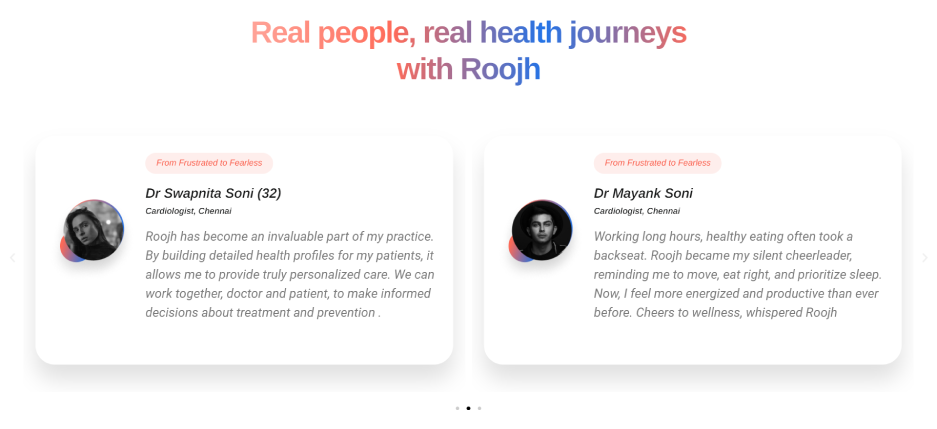 Real people, real health journeys
with Roojh
From Frustrated to Fearless
Dr Swapnita Soni (32)
Cardiologist, Chennai
Roojh has become an invaluable part of my practice.
By building detailed health profiles for my patients, it
allows me to provide truly personalized care. We can
work together, doctor and patient, to make informed
decisions about treatment and prevention .
From Frustrated to Fearless
Dr Mayank Soni
Cardiologist, Chennai
Working long hours, healthy eating often took a
backseat. Roojh became my silent cheerleader,
reminding me to move, eat right, and prioritize sleep.
Now, I feel more energized and productive than ever
before. Cheers to wellness, whispered Roojh